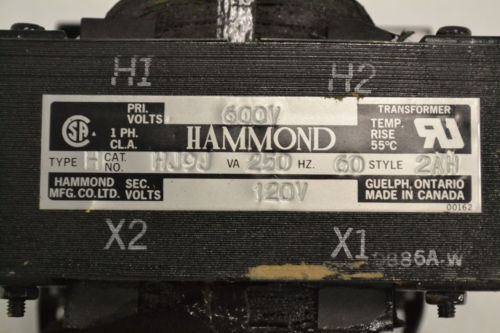 H1 H2
PRI. VOLTS 600V TRANSFORMER
SA 1 PH. CL.A. HAMMOND TEMP. RISE 55°C
TYPE H CAT. NO. HJ9J VA 250 HZ. 60 STYLE 2AH
HAMMOND MFG.CO.LTD. SEC. VOLTS 120V GUELPH, ONTARIO MADE IN CANADA
00162
X2 X1
9886A-W